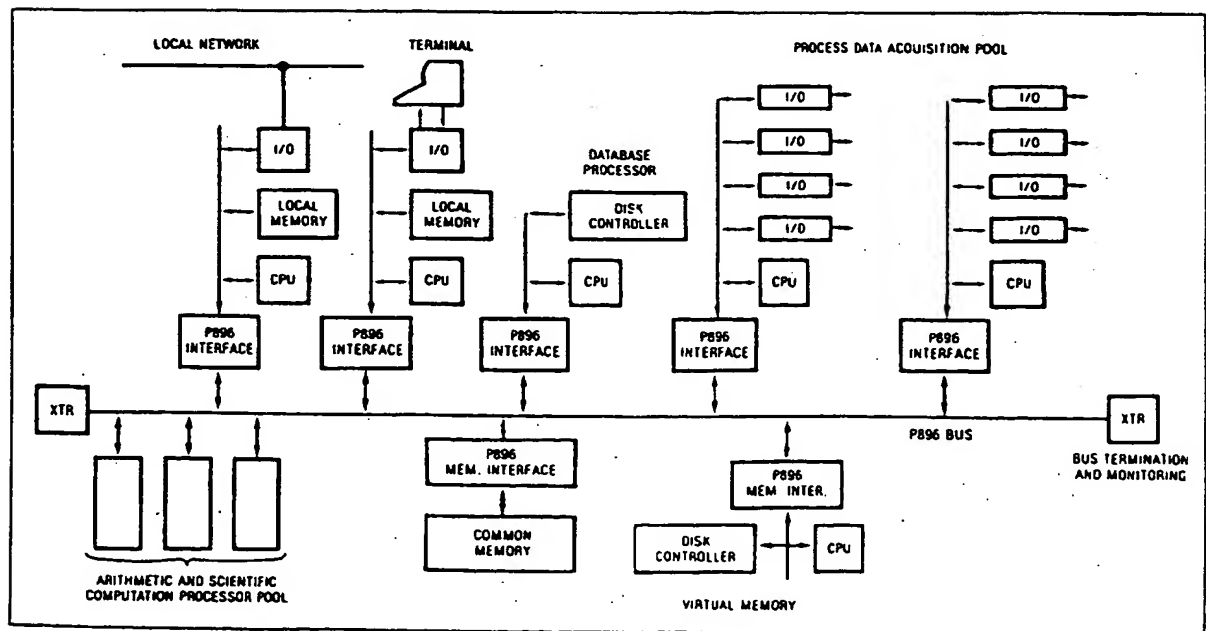 LOCAL NETWORK
TERMINAL
PROCESS DATA ACQUISITION POOL
I/O
I/O
I/O
I/O
I/O
I/O
DATABASE
PROCESSOR
LOCAL
MEMORY
LOCAL
MEMORY
DISK
CONTROLLER
I/O
I/O
I/O
I/O
CPU
CPU
CPU
CPU
CPU
P896
INTERFACE
P896
INTERFACE
P896
INTERFACE
P896
INTERFACE
P896
INTERFACE
XTR
P896 BUS
XTR
BUS TERMINATION
AND MONITORING
P896
MEM. INTERFACE
P896
MEM INTER.
COMMON
MEMORY
DISK
CONTROLLER
CPU
ARITHMETIC AND SCIENTIFIC
COMPUTATION PROCESSOR POOL
VIRTUAL MEMORY